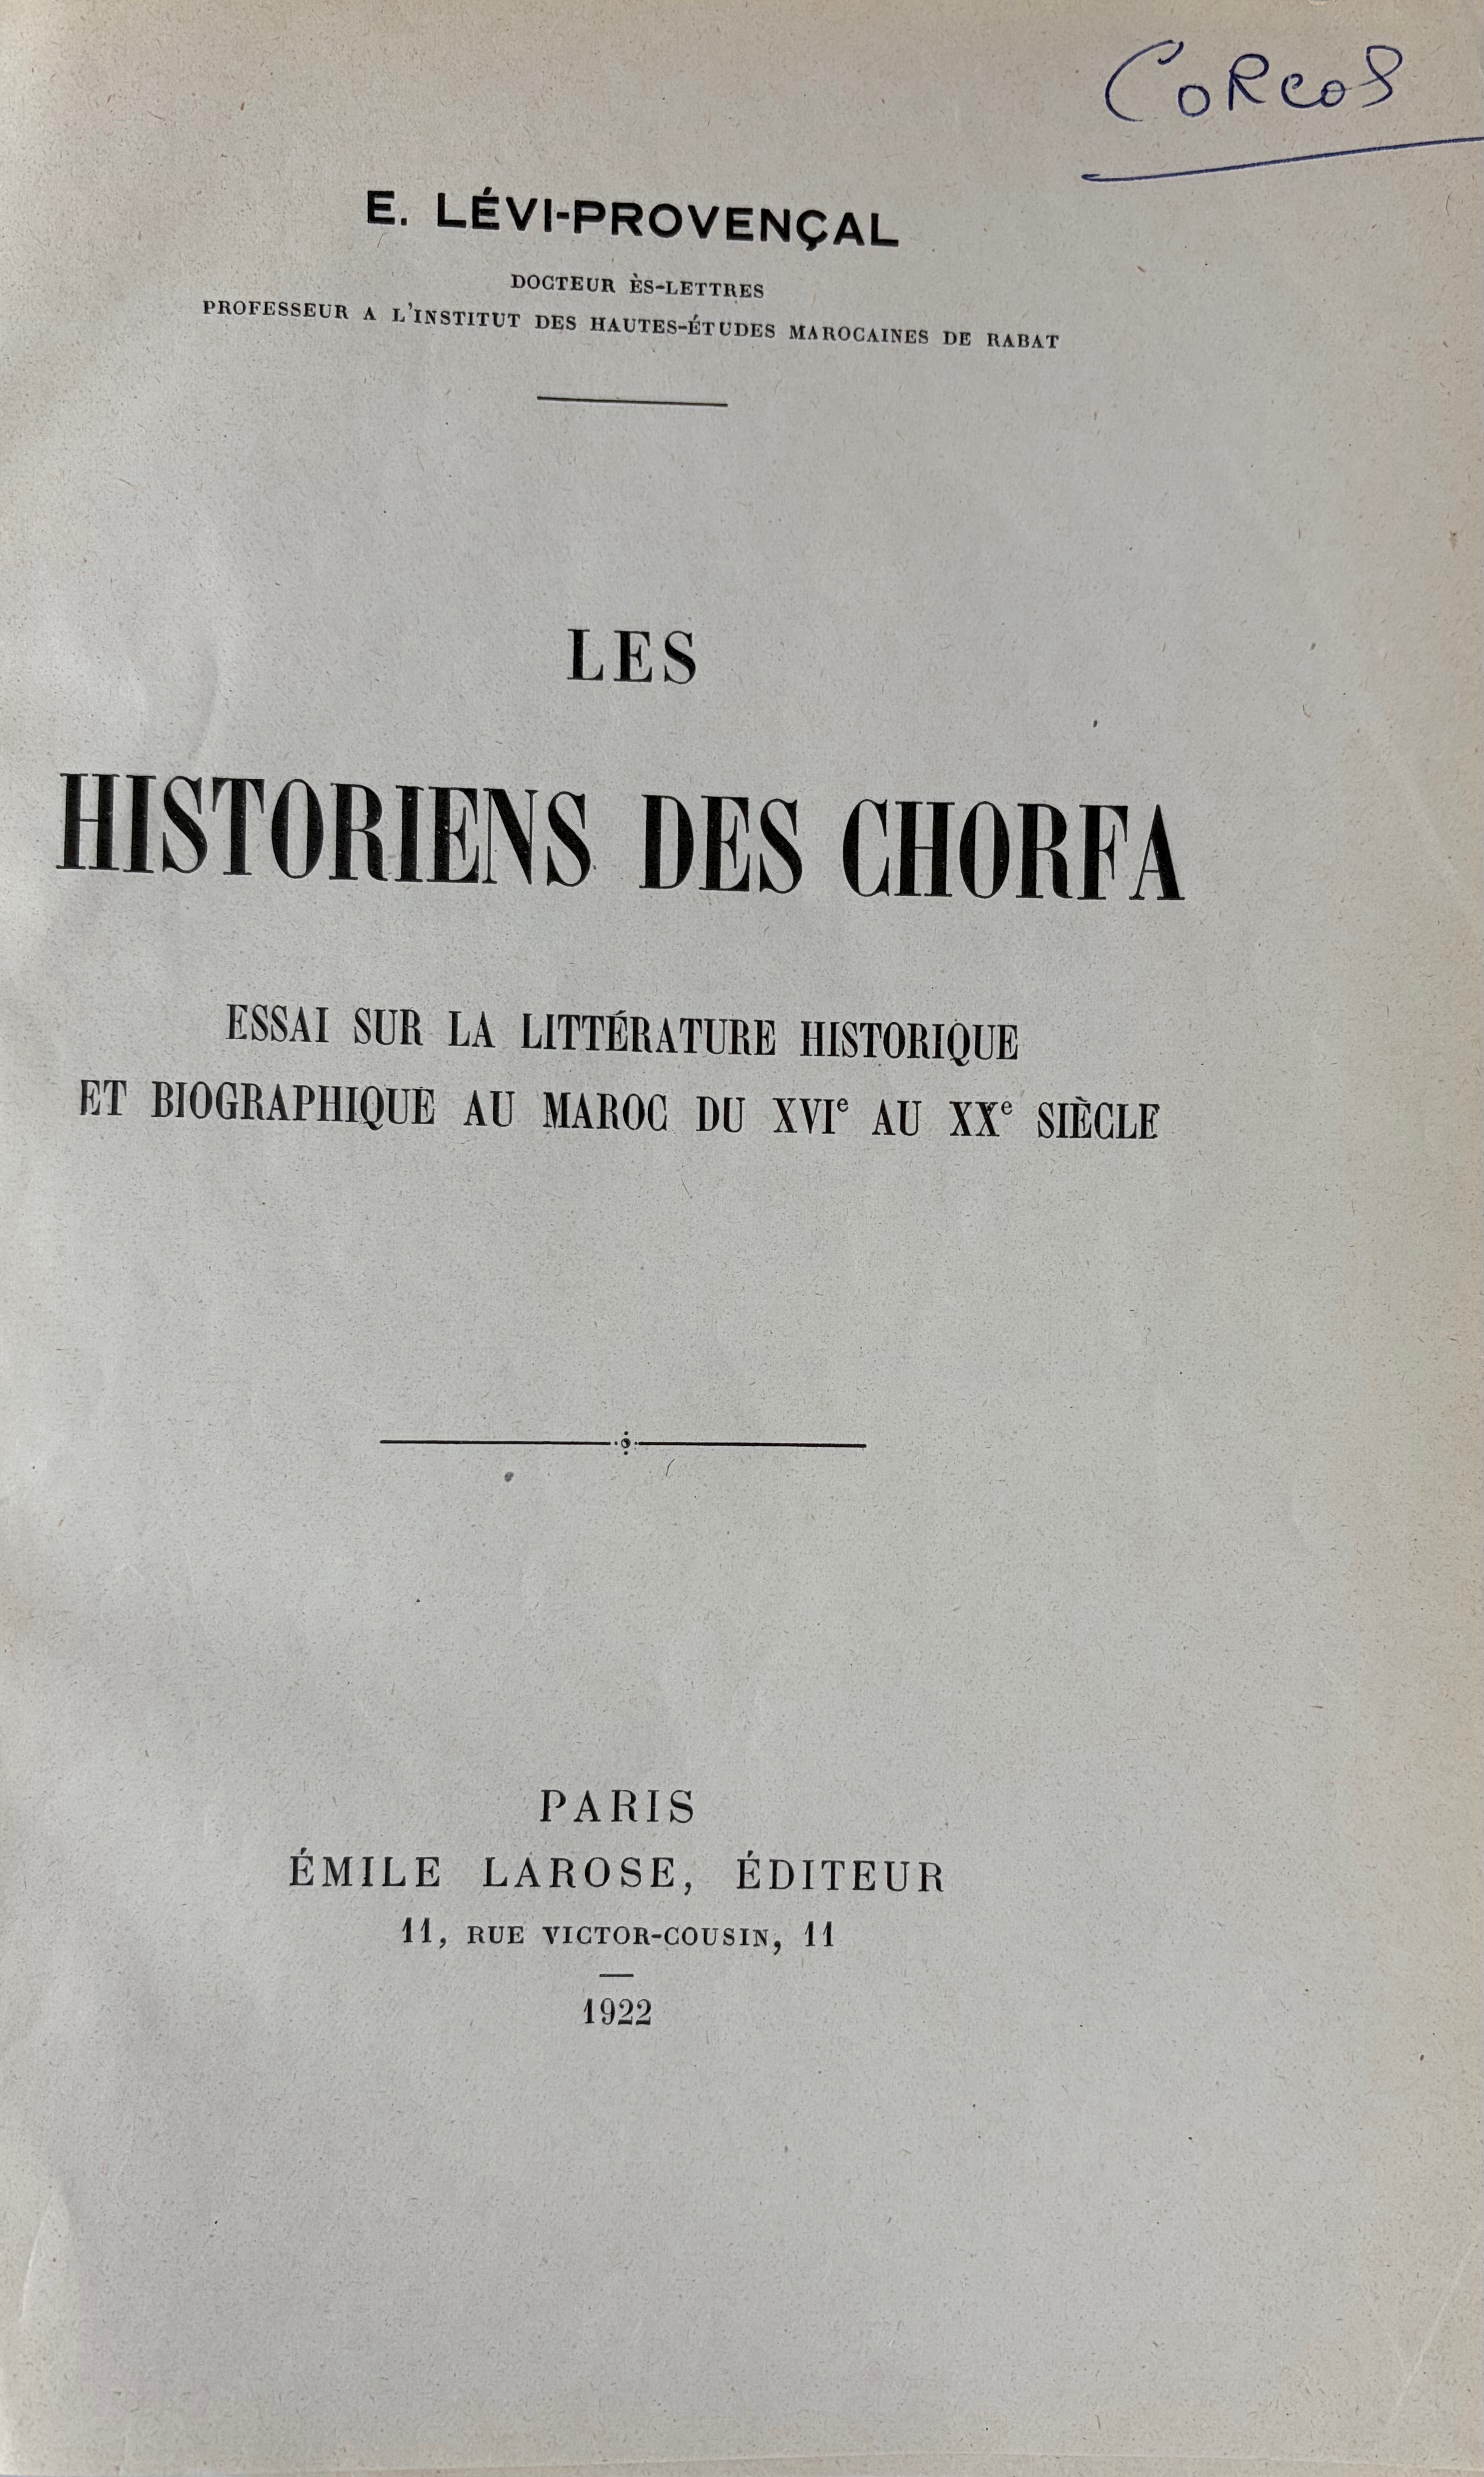 CoRcoS
E. LÉVI-PROVENÇAL
DOCTEUR ÈS-LETTRES
PROFESSEUR A L'INSTITUT DES HAUTES-ÉTUDES MAROCAINES DE RABAT
LES
HISTORIENS DES CHORFA
ESSAI SUR LA LITTÉRATURE HISTORIQUE
ET BIOGRAPHIQUE AU MAROC DU XVIe AU XXe SIÈCLE
PARIS
ÉMILE LAROSE, ÉDITEUR
11, RUE VICTOR-COUSIN, 11
1922